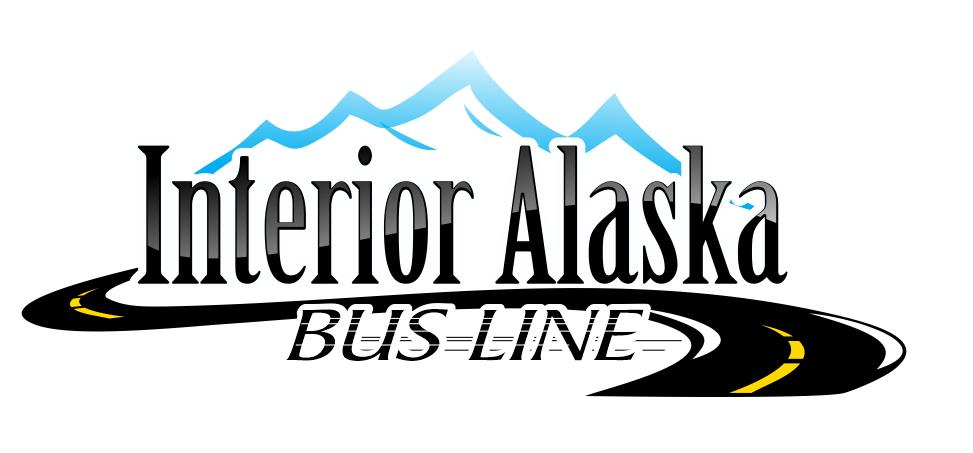 Interior Alaska
BUS LINE